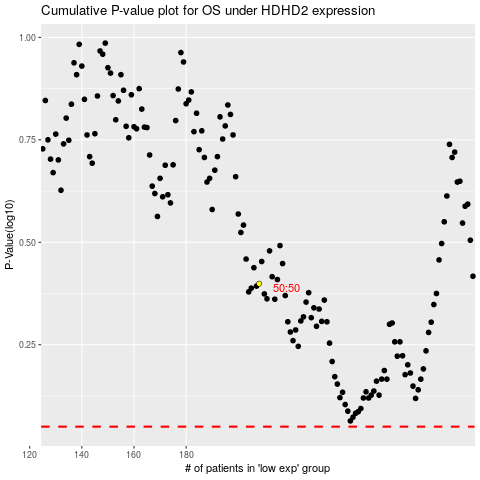 Cumulative P-value plot for OS under HDHD2 expression
P-Value(log10)
1.00
0.75
0.50
0.25
50:50
120 140 160 180
# of patients in 'low exp' group